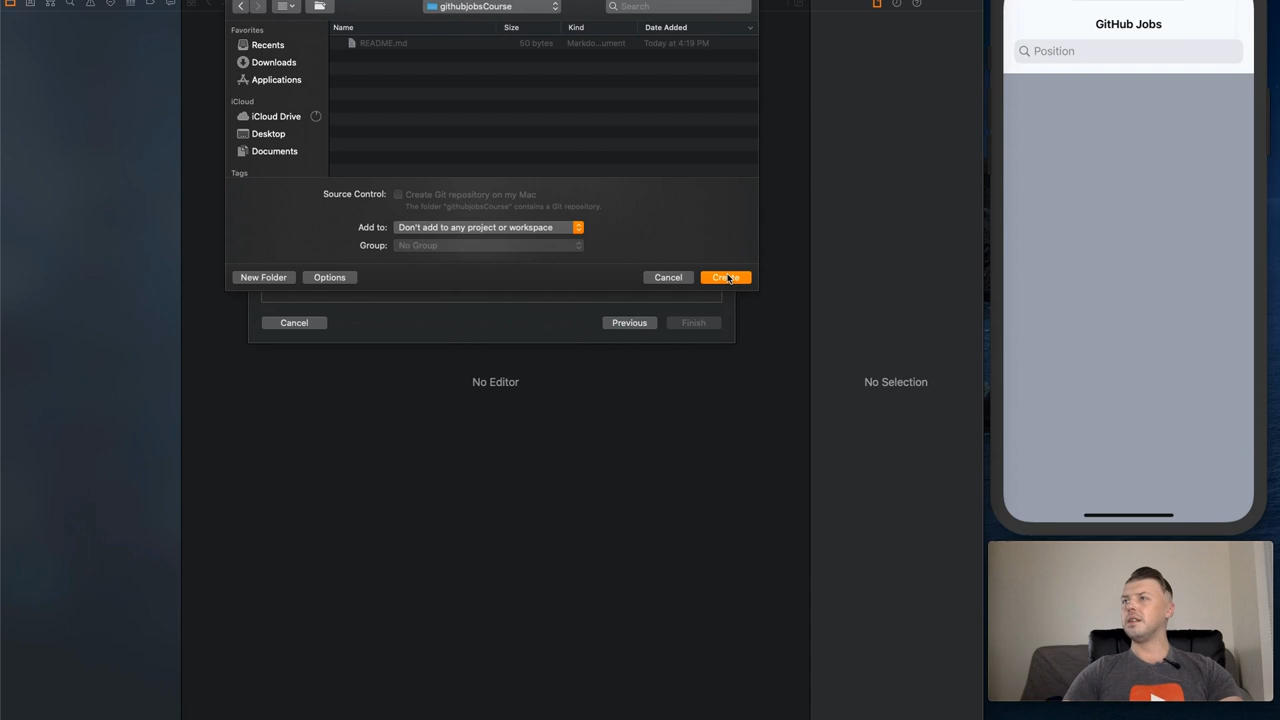 githubjobsCourse
Search
Favorites
Recents
Downloads
Applications
iCloud
iCloud Drive
Desktop
Documents
Tags
Name Size Kind Date Added
README.md 50 bytes Markdo...ument Today at 4:19 PM
Source Control: Create Git repository on my Mac
The folder "githubjobsCourse" contains a Git repository.
Add to: Don't add to any project or workspace
Group: No Group
New Folder Options Cancel Create
Cancel Previous Finish
No Editor
No Selection
GitHub Jobs
Position